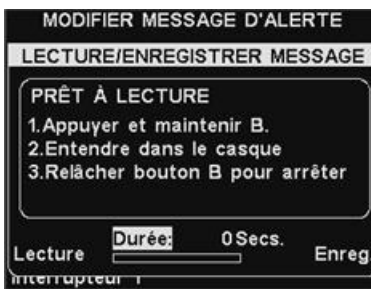 MODIFIER MESSAGE D'ALERTE
LECTURE/ENREGISTRER MESSAGE
PRÊT À LECTURE
1.Appuyer et maintenir B.
2.Entendre dans le casque
3.Relâcher bouton B pour arrêter
Durée: 0Secs.
Lecture Enreg.
Interrupteur 1